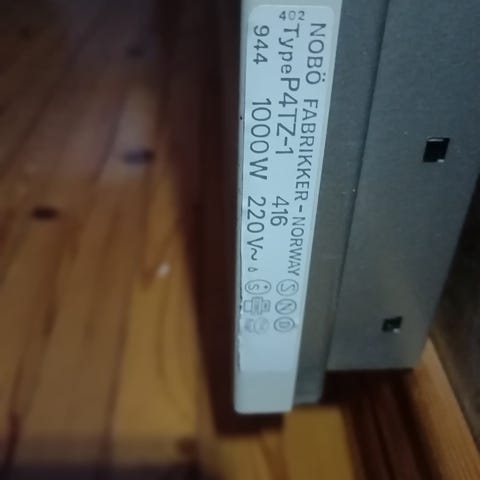 402
NOBÖ FABRIKKER-NORWAY Ⓢ Ⓝ Ⓓ
Type P4TZ-1 416
944 1000W 220V~ Ⓢ